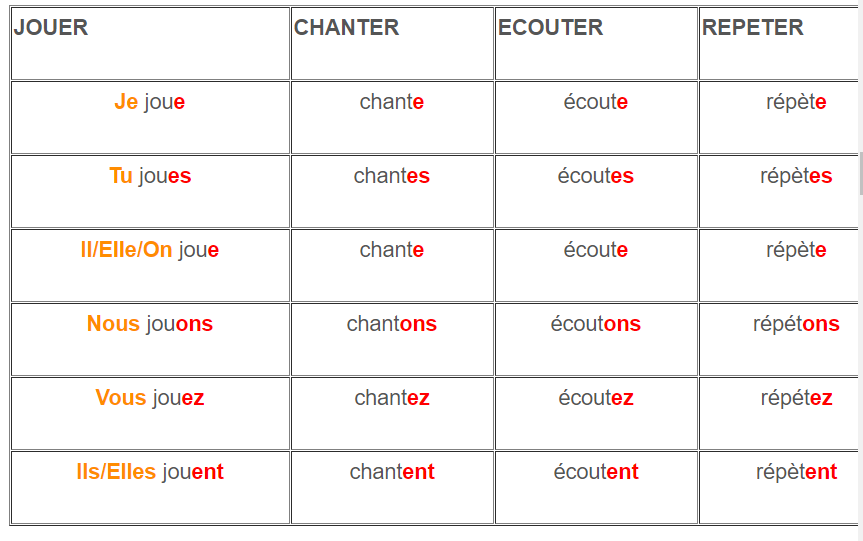 JOUER CHANTER ECOUTER REPETER
Je joue chante écoute répète
Tu joues chantes écoutes répètes
Il/Elle/On joue chante écoute répète
Nous jouons chantons écoutons répétons
Vous jouez chantez écoutez répétez
Ils/Elles jouent chantent écoutent répètent